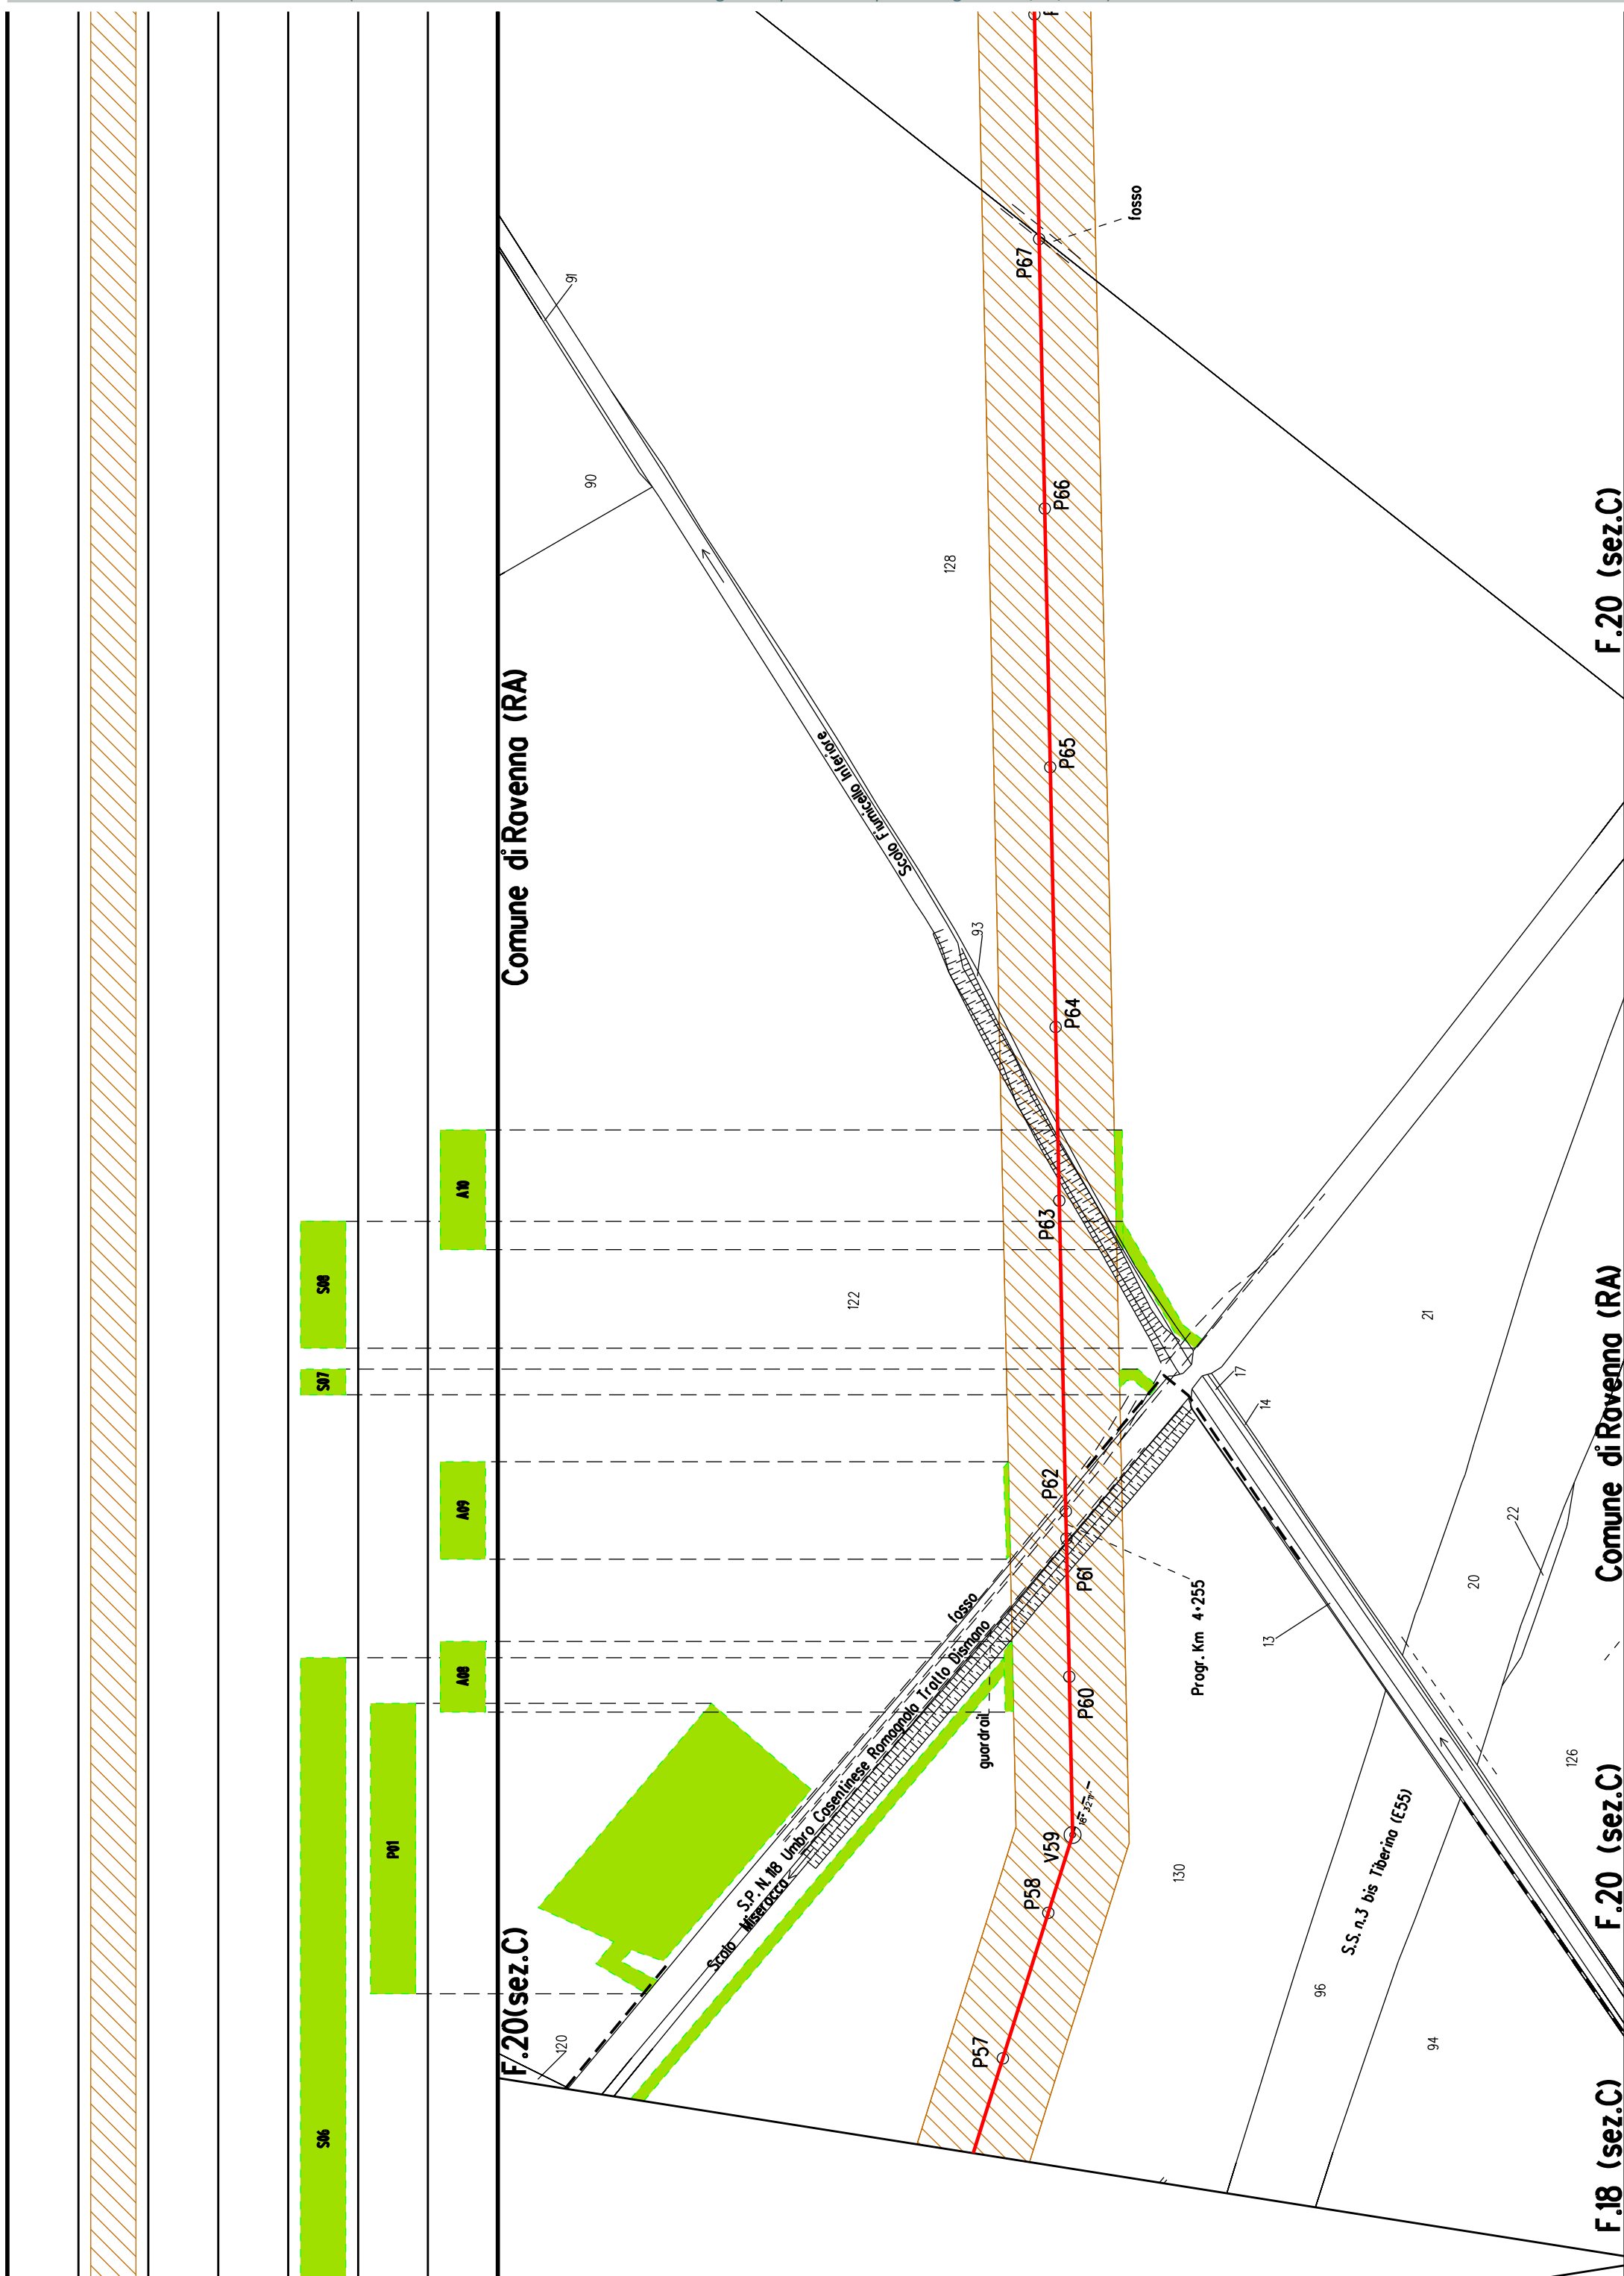 S06
S07
S08
P01
A08
A09
A10
F.20(sez.C)
Comune di Ravenna (RA)
120
90
91
S.P. N. 118 Umbro Cosentinese Romagnola Tratto Dismano
Scolo Miserocca
fosso
guardrail
122
Scolo Fiumicello Inferiore
128
93
P57
P58
V59
P60
P61
P62
P63
P64
P65
P66
P67
fosso
Progr. Km 4+255
130
96
94
S.S. n.3 bis Tiberina (E55)
13
14
17
20
21
22
126
F.18 (sez.C)
F.20 (sez.C)
Comune di Ravenna (RA)
F.20 (sez.C)